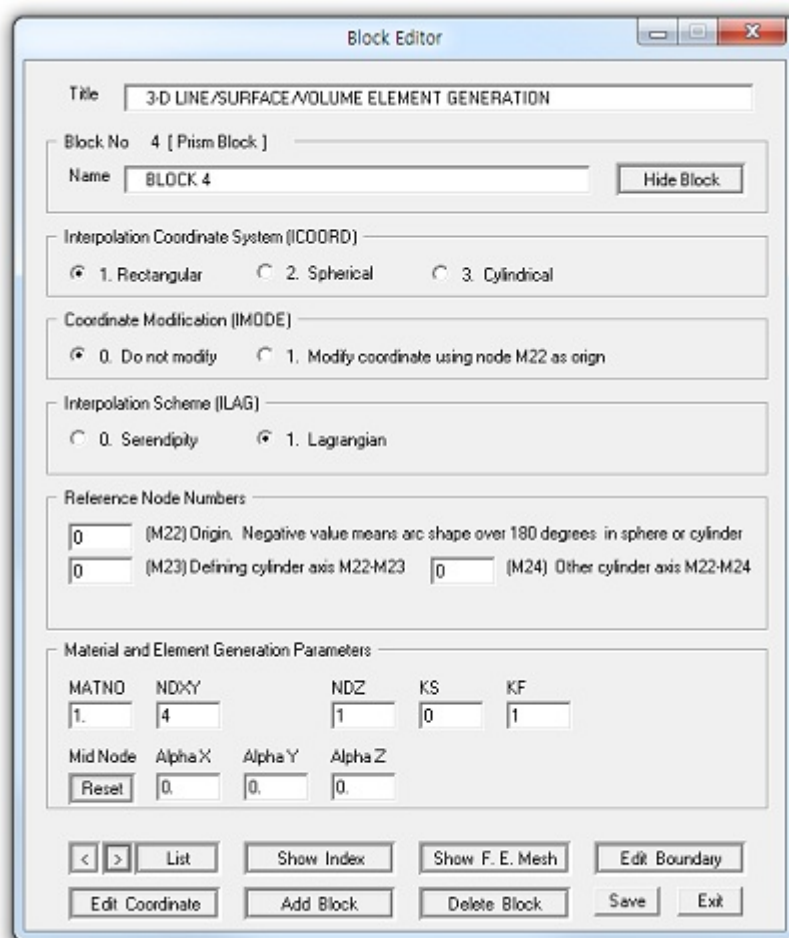 Block Editor
Title 3-D LINE/SURFACE/VOLUME ELEMENT GENERATION
Block No 4 [ Prism Block ]
Name BLOCK 4 Hide Block
Interpolation Coordinate System (ICOORD)
1. Rectangular 2. Spherical 3. Cylindrical
Coordinate Modification (IMODE)
0. Do not modify 1. Modify coordinate using node M22 as orign
Interpolation Scheme (ILAG)
0. Serendipity 1. Lagrangian
Reference Node Numbers
0 (M22) Origin. Negative value means arc shape over 180 degrees in sphere or cylinder
0 (M23) Defining cylinder axis M22-M23 0 (M24) Other cylinder axis M22-M24
Material and Element Generation Parameters
MATNO NDXY NDZ KS KF
1. 4 1 0 1
Mid Node Alpha X Alpha Y Alpha Z
Reset 0. 0. 0.
< > List Show Index Show F. E. Mesh Edit Boundary
Edit Coordinate Add Block Delete Block Save Exit